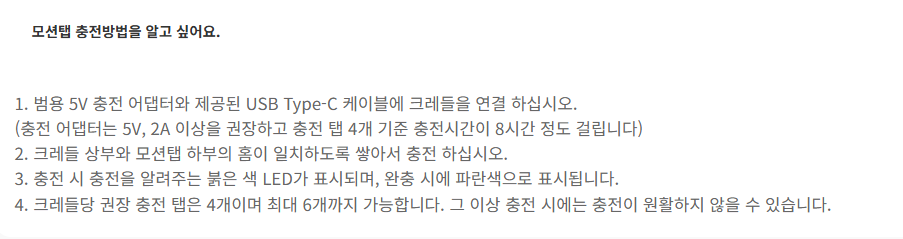 모션탭 충전방법을 알고 싶어요.
1. 범용 5V 충전 어댑터와 제공된 USB Type-C 케이블에 크레들을 연결 하십시오.
(충전 어댑터는 5V, 2A 이상을 권장하고 충전 탭 4개 기준 충전시간이 8시간 정도 걸립니다)
2. 크레들 상부와 모션탭 하부의 홈이 일치하도록 쌓아서 충전 하십시오.
3. 충전 시 충전을 알려주는 붉은 색 LED가 표시되며, 완충 시에 파란색으로 표시됩니다.
4. 크레들당 권장 충전 탭은 4개이며 최대 6개까지 가능합니다. 그 이상 충전 시에는 충전이 원활하지 않을 수 있습니다.